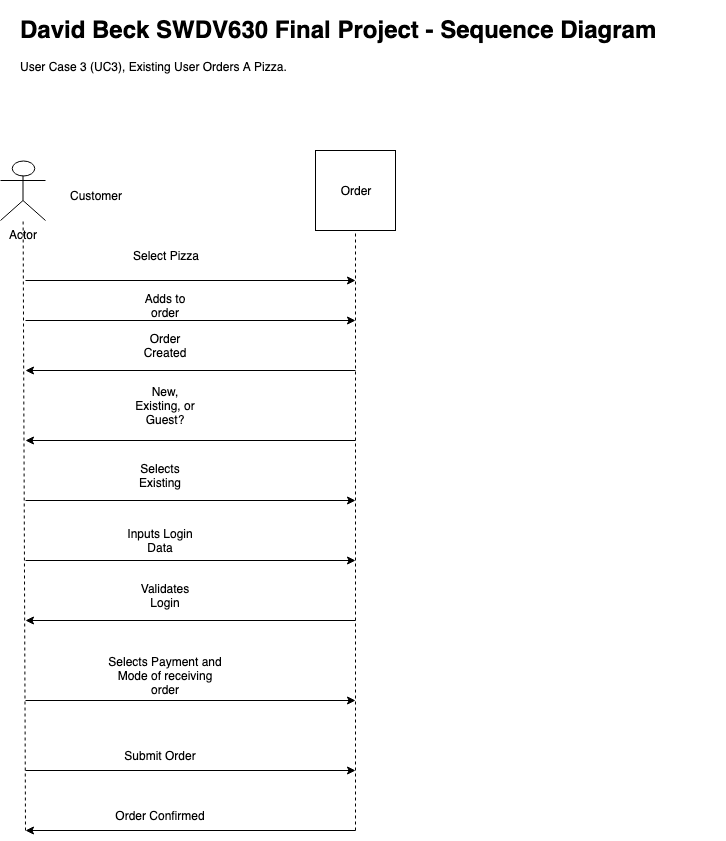 David Beck SWDV630 Final Project - Sequence Diagram
User Case 3 (UC3), Existing User Orders A Pizza.
Customer
Order
Actor
Select Pizza
Adds to
order
Order
Created
New,
Existing, or
Guest?
Selects
Existing
Inputs Login
Data
Validates
Login
Selects Payment and
Mode of receiving
order
Submit Order
Order Confirmed